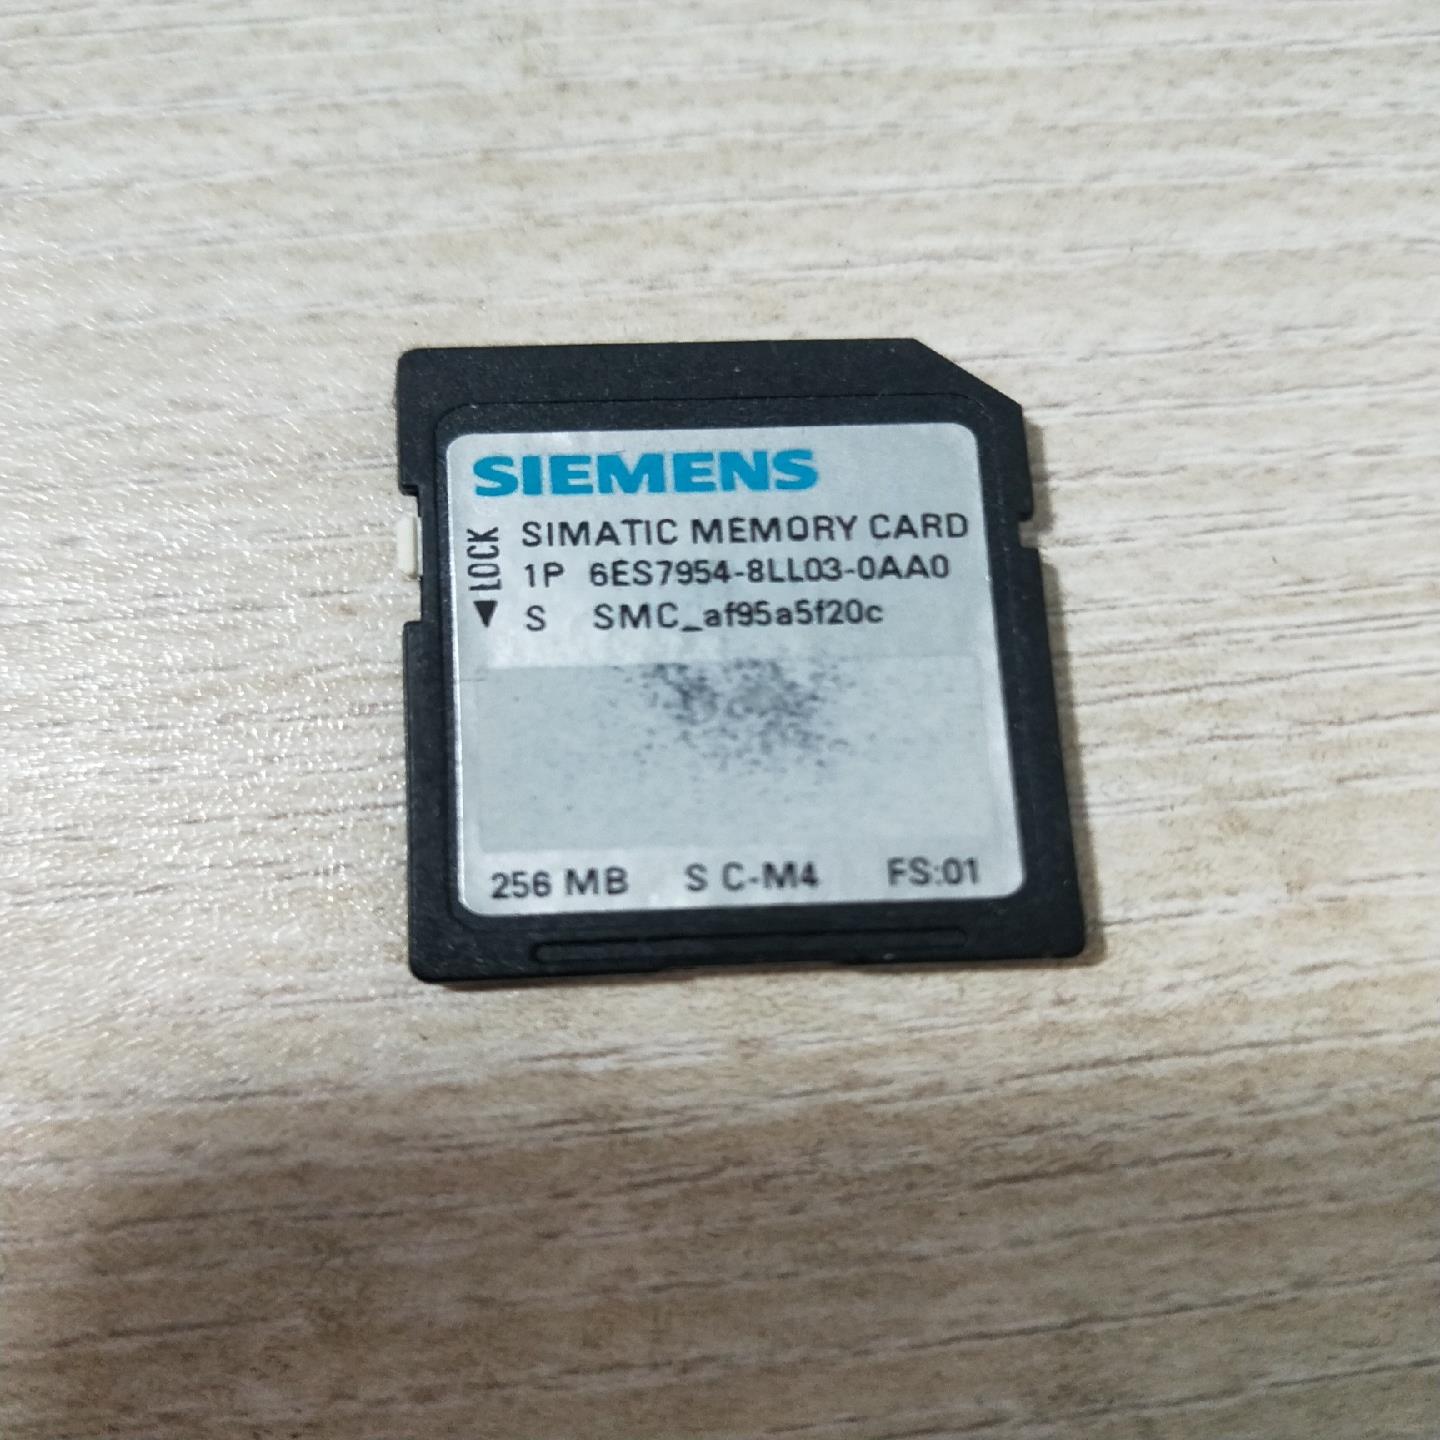 SIEMENS
◄LOCK
SIMATIC MEMORY CARD
1P 6ES7954-8LL03-0AA0
S SMC_af95a5f20c
256 MB S C-M4 FS:01